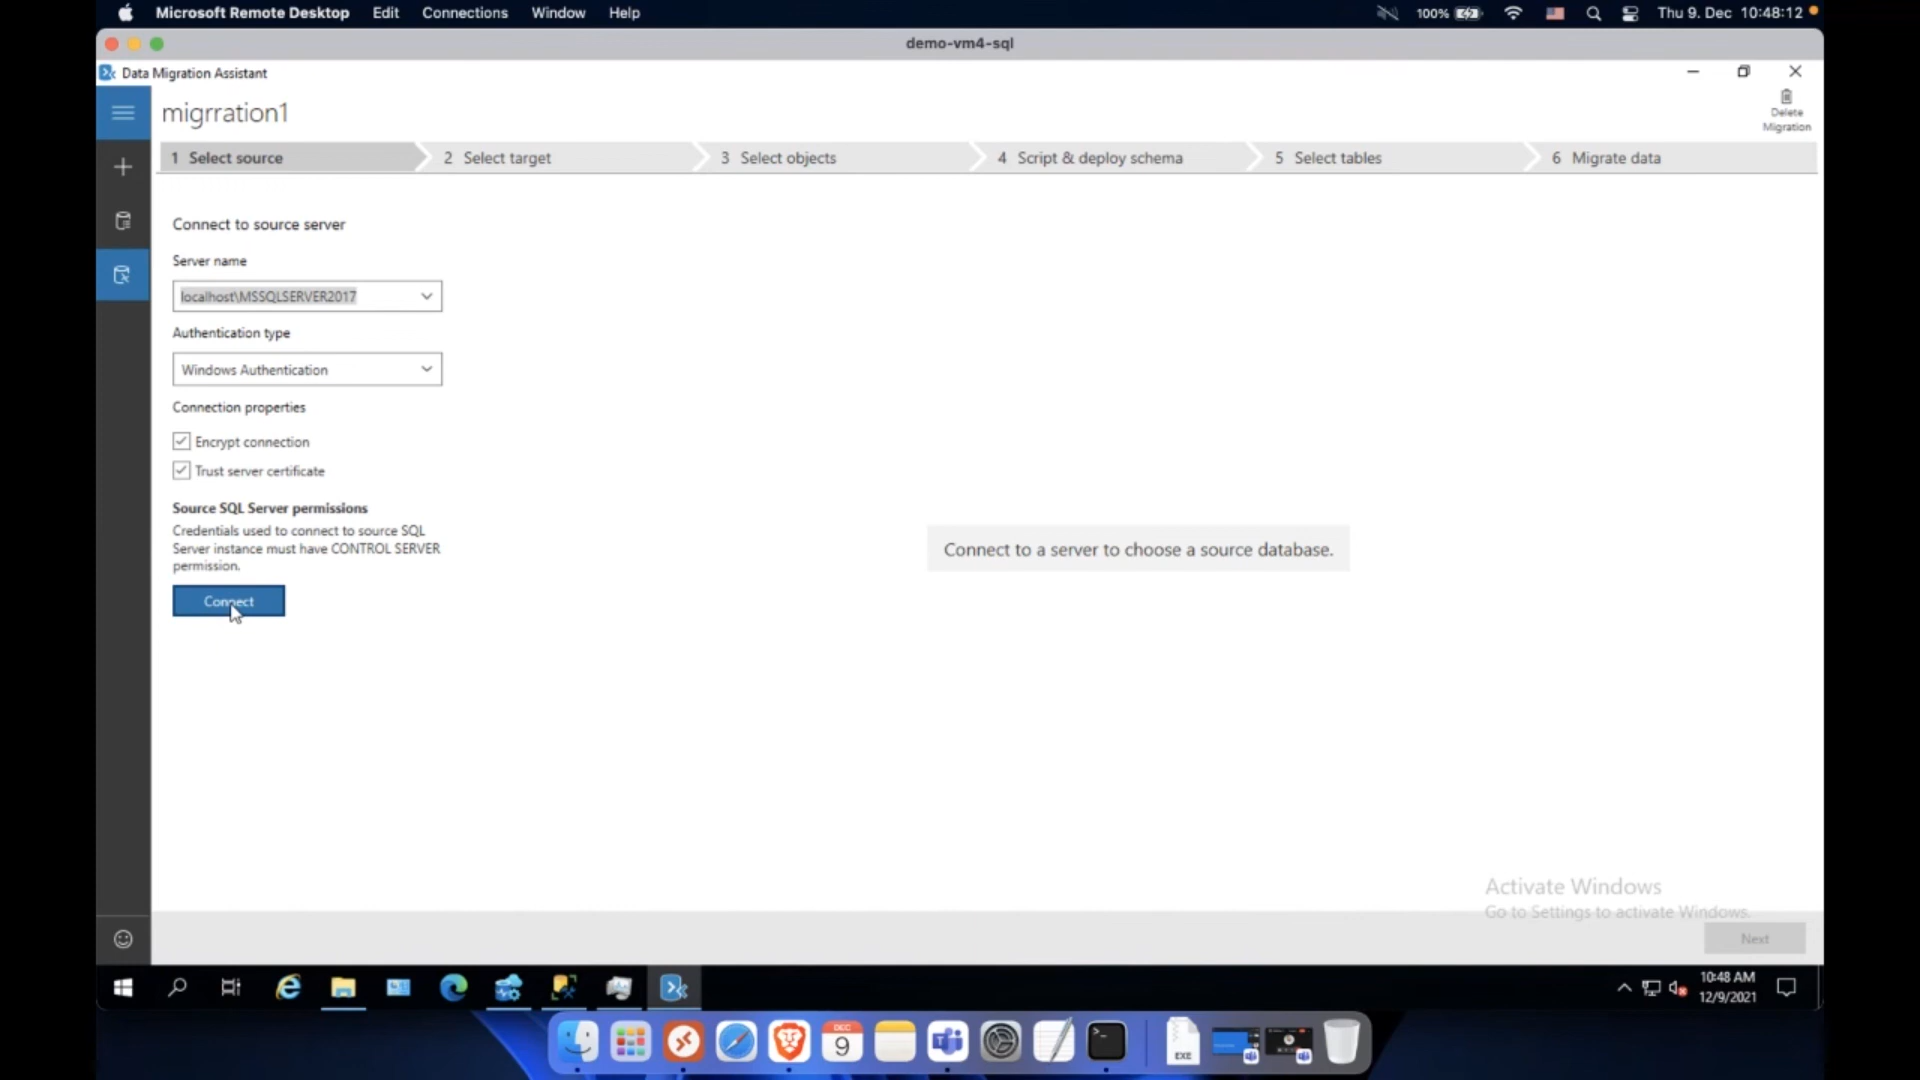 Microsoft Remote Desktop Edit Connections Window Help 100% Thu 9. Dec 10:48:12
demo-vm4-sql
Data Migration Assistant
migrration1
Delete
Migration
1 Select source 2 Select target 3 Select objects 4 Script & deploy schema 5 Select tables 6 Migrate data
Connect to source server
Server name
localhost\MSSQLSERVER2017
Authentication type
Windows Authentication
Connection properties
Encrypt connection
Trust server certificate
Source SQL Server permissions
Credentials used to connect to source SQL
Server instance must have CONTROL SERVER
permission.
Connect
Connect to a server to choose a source database.
Activate Windows
Go to Settings to activate Windows.
Next
10:48 AM
12/9/2021
DEC
9
EXE